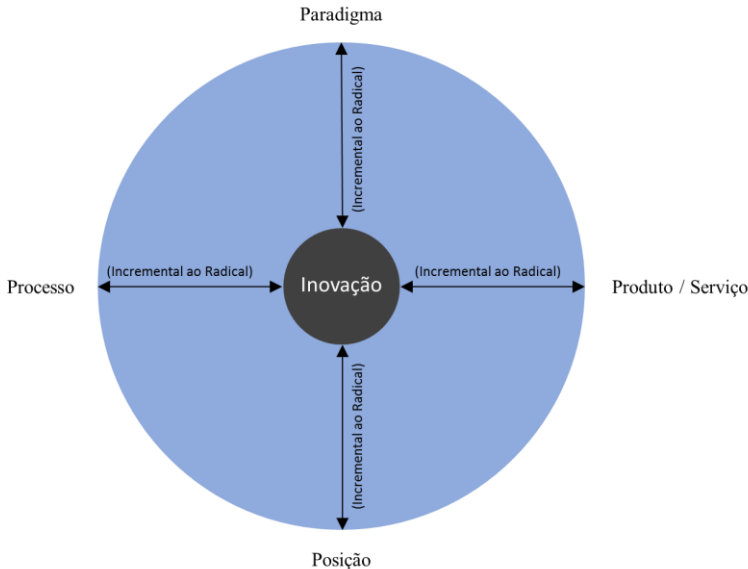 Paradigma
(Incremental ao Radical)
Processo
(Incremental ao Radical)
Inovação
(Incremental ao Radical)
Produto / Serviço
(Incremental ao Radical)
Posição